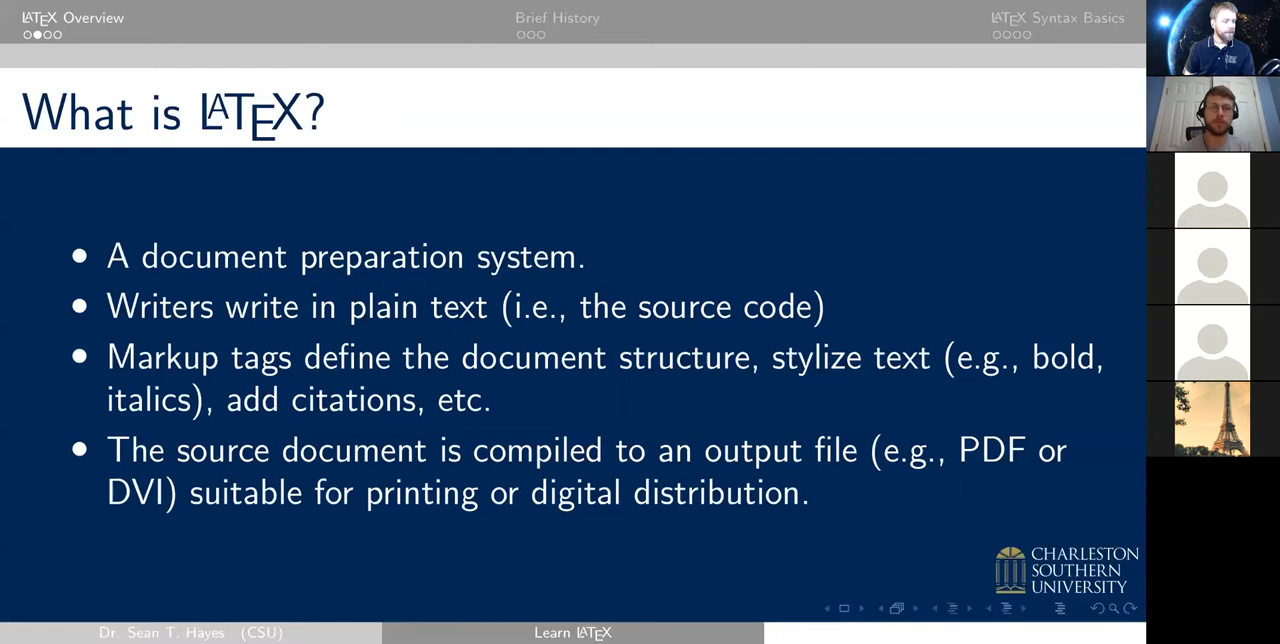 LATEX Overview
Brief History
LATEX Syntax Basics
What is LATEX?
• A document preparation system.
• Writers write in plain text (i.e., the source code)
• Markup tags define the document structure, stylize text (e.g., bold,
italics), add citations, etc.
• The source document is compiled to an output file (e.g., PDF or
DVI) suitable for printing or digital distribution.
CHARLESTON
SOUTHERN
UNIVERSITY
Dr. Sean T. Hayes (CSU)
Learn LATEX